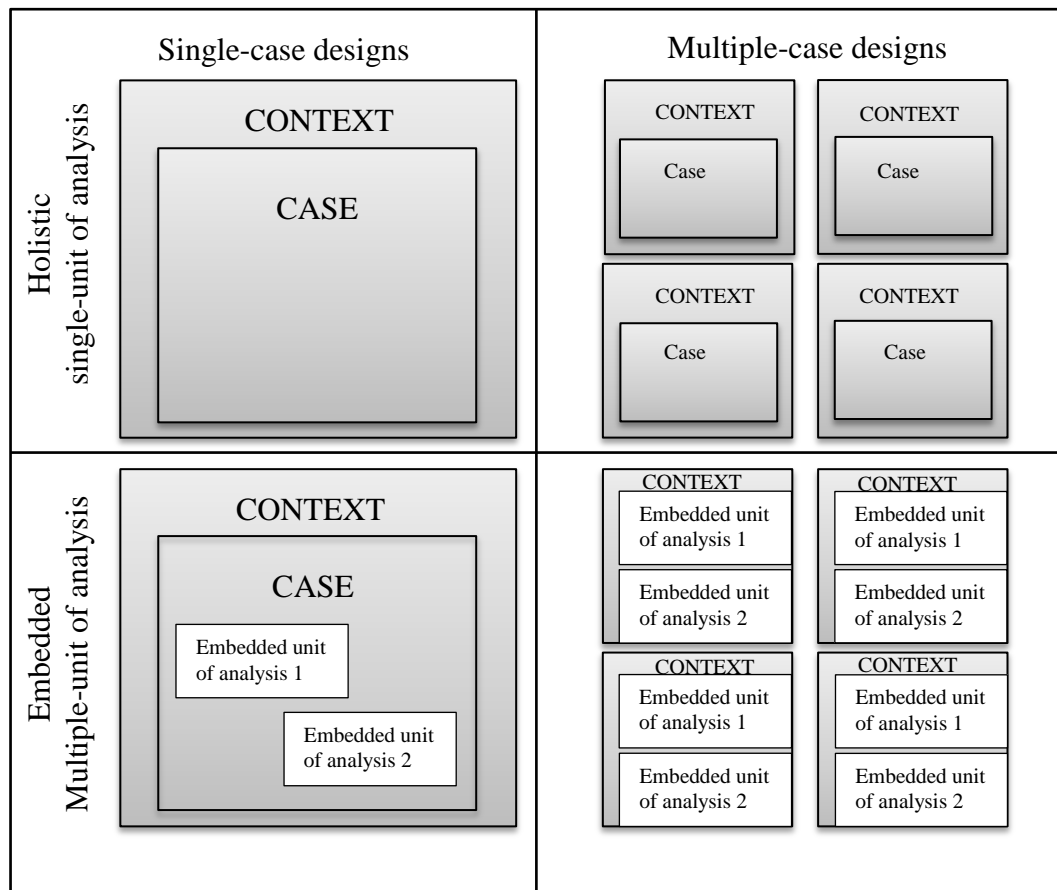 Single-case designs
Multiple-case designs
Holistic
single-unit of analysis
CONTEXT
CASE
CONTEXT
Case
CONTEXT
Case
CONTEXT
Case
CONTEXT
Case
Embedded
Multiple-unit of analysis
CONTEXT
CASE
Embedded unit
of analysis 1
Embedded unit
of analysis 2
CONTEXT
Embedded unit
of analysis 1
Embedded unit
of analysis 2
CONTEXT
Embedded unit
of analysis 1
Embedded unit
of analysis 2
CONTEXT
Embedded unit
of analysis 1
Embedded unit
of analysis 2
CONTEXT
Embedded unit
of analysis 1
Embedded unit
of analysis 2